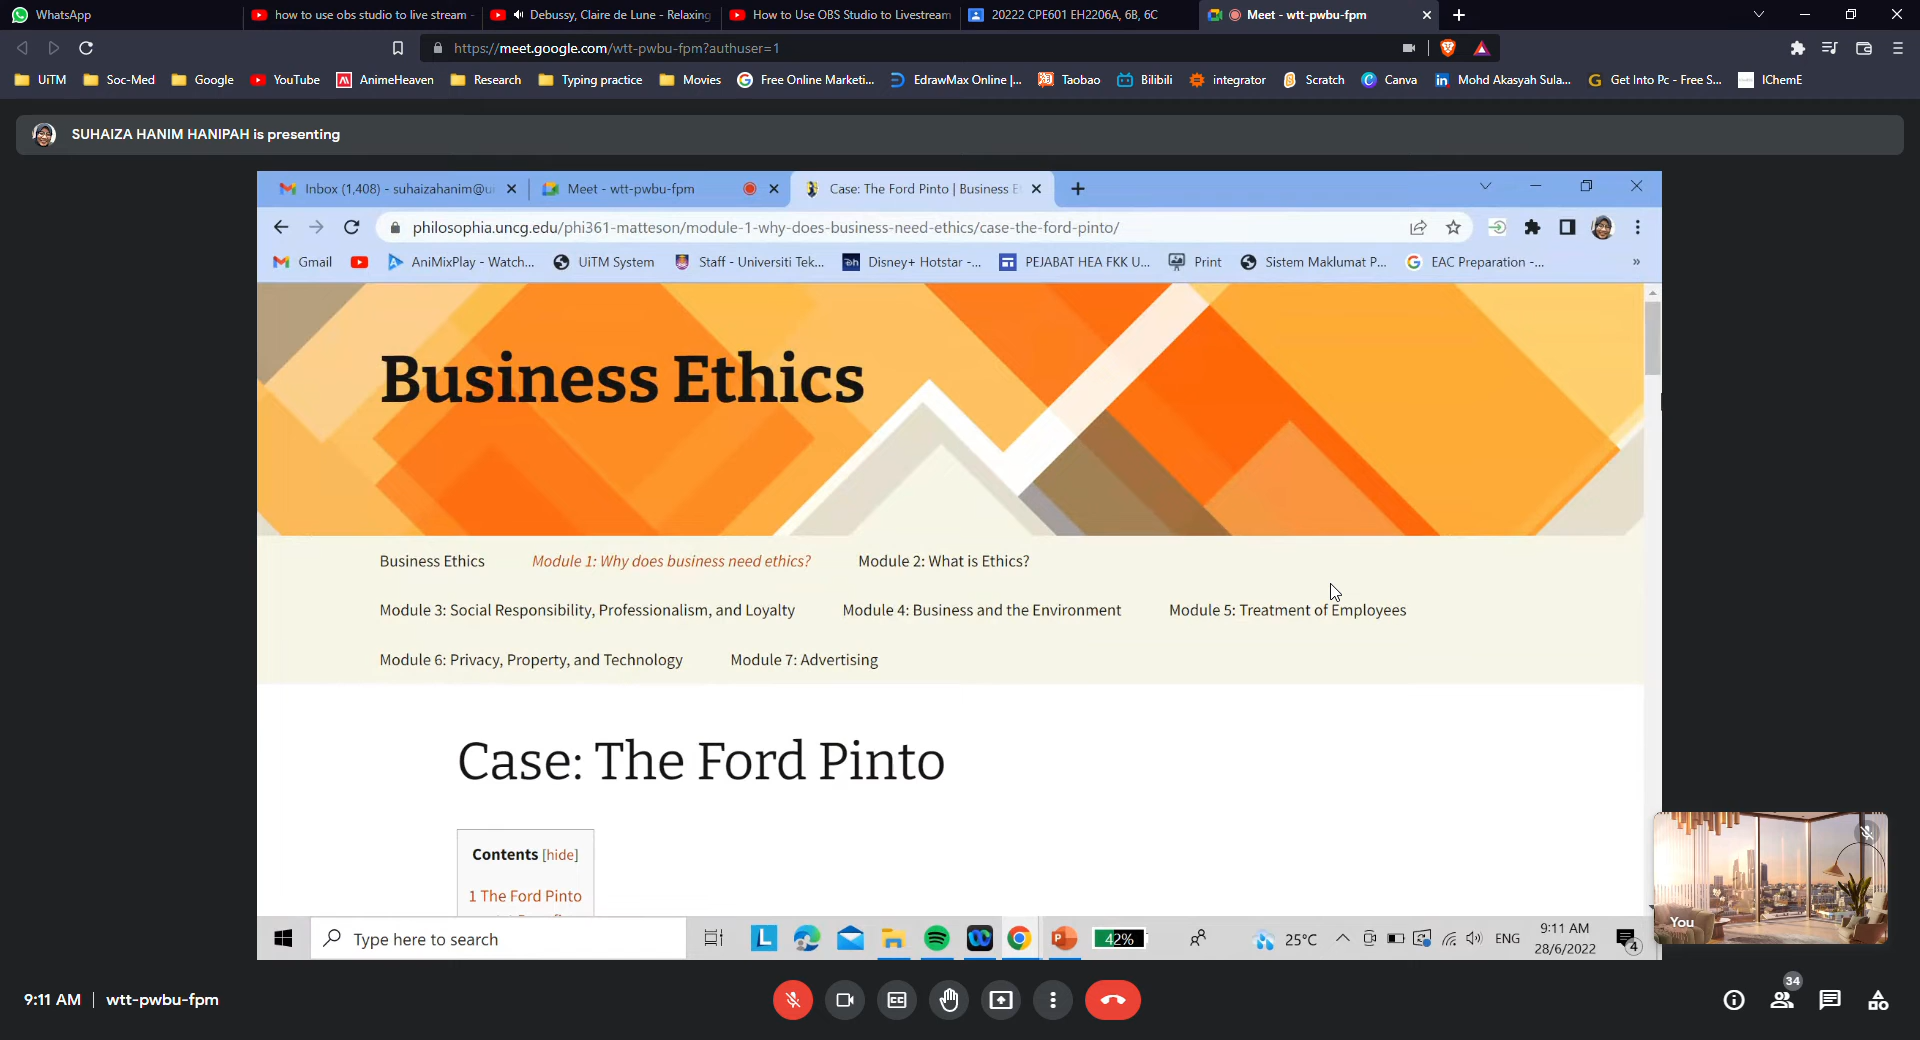 WhatsApp
how to use obs studio to live stream -
Debussy, Claire de Lune - Relaxing
How to Use OBS Studio to Livestream
20222 CPE601 EH2206A, 6B, 6C
Meet - wtt-pwbu-fpm
https://meet.google.com/wtt-pwbu-fpm?authuser=1
UiTM
Soc-Med
Google
YouTube
AnimeHeaven
Research
Typing practice
Movies
Free Online Marketi...
EdrawMax Online |...
Taobao
Bilibili
integrator
Scratch
Canva
Mohd Akasyah Sula...
Get Into Pc - Free S...
IChemE
SUHAIZA HANIM HANIPAH is presenting
Inbox (1,408) - suhaizahanim@u
Meet - wtt-pwbu-fpm
Case: The Ford Pinto | Business E
philosophia.uncg.edu/phi361-matteson/module-1-why-does-business-need-ethics/case-the-ford-pinto/
Gmail
AniMixPlay - Watch...
UiTM System
Staff - Universiti Tek...
Disney+ Hotstar -...
PEJABAT HEA FKK U...
Print
Sistem Maklumat P...
EAC Preparation -...
»
Business Ethics
Business Ethics
Module 1: Why does business need ethics?
Module 2: What is Ethics?
Module 3: Social Responsibility, Professionalism, and Loyalty
Module 4: Business and the Environment
Module 5: Treatment of Employees
Module 6: Privacy, Property, and Technology
Module 7: Advertising
Case: The Ford Pinto
Contents [hide]
1 The Ford Pinto
You
Type here to search
42%
25°C
ENG
9:11 AM
28/6/2022
4
9:11 AM | wtt-pwbu-fpm
34